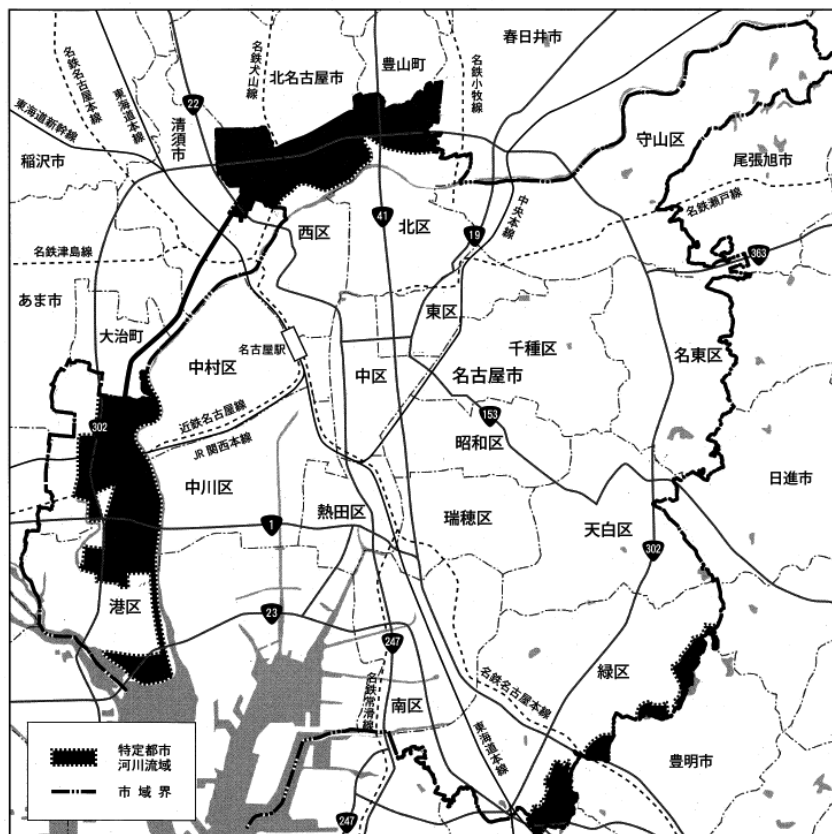 春日井市
豊山町
北名古屋市
名鉄小牧線
名鉄犬山線
名鉄名古屋本線
東海道本線
22
清須市
東海道新幹線
稲沢市
守山区
尾張旭市
名鉄瀬戸線
西区
41
北区
19
中央本線
名鉄津島線
363
あま市
東区
大治町
名古屋駅
千種区
中村区
中区
名古屋市
名東区
近鉄名古屋線
302
153
JR関西本線
昭和区
中川区
日進市
熱田区
瑞穂区
1
天白区
302
港区
23
247
緑区
名鉄名古屋本線
南区
名鉄常滑線
東海道本線
豊明市
特定都市
河川流域
市域界
247